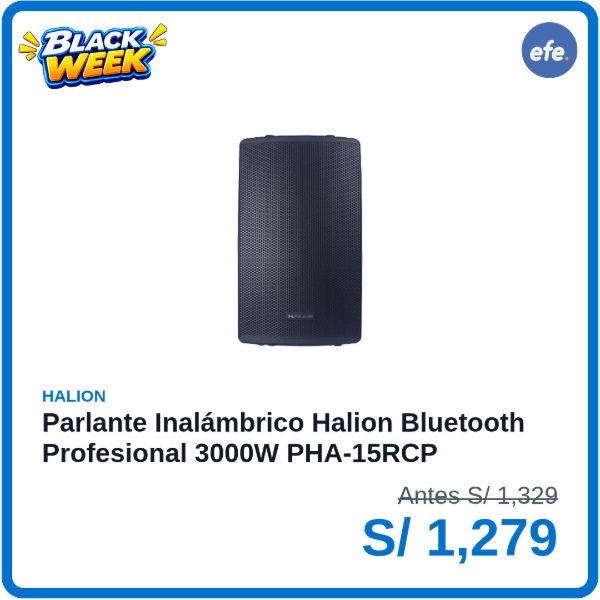 BLACK
WEEK
efe.
HALION
Parlante Inalámbrico Halion Bluetooth
Profesional 3000W PHA-15RCP
Antes S/ 1,329
S/ 1,279